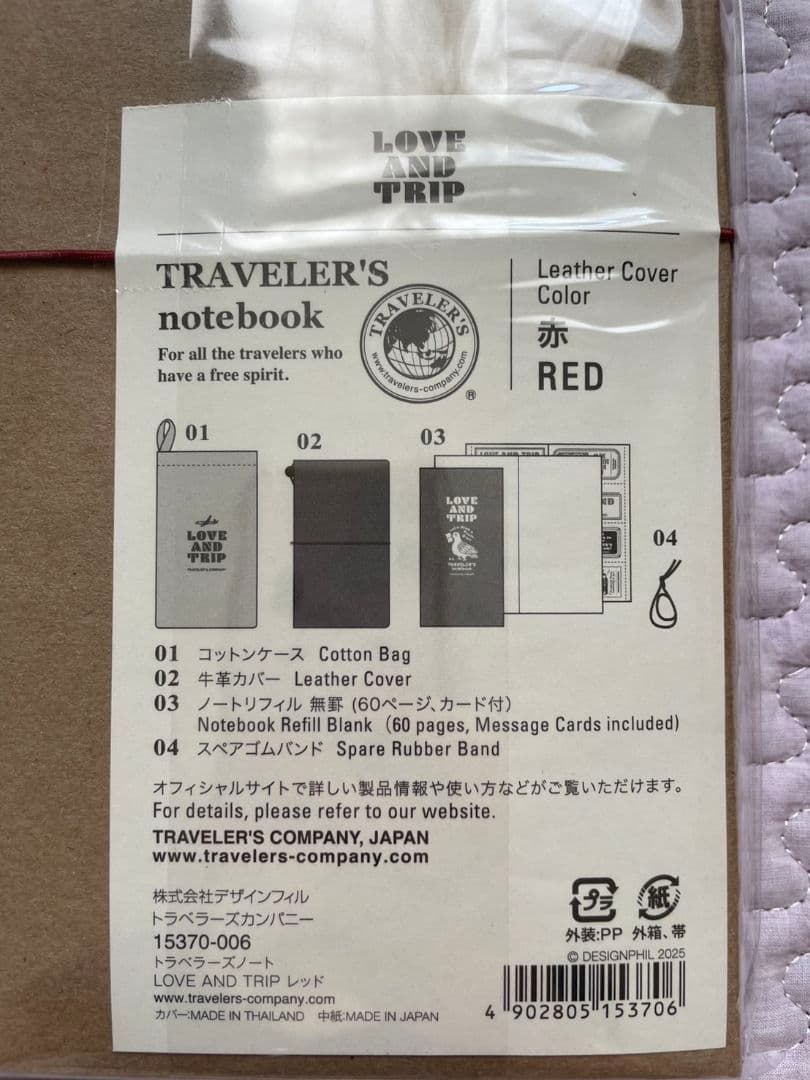 LOVE
AND
TRIP
TRAVELER'S
notebook
For all the travelers who
have a free spirit.
TRAVELER'S
www.travelers-company.com
®
Leather Cover
Color
赤
RED
01
02
03
04
LOVE
AND
TRIP
TRAVELER'S COMPANY
LOVE
AND
TRIP
TRAVELER'S
notebook
LOVE AND TRIP
01 コットンケース Cotton Bag
02 牛革カバー Leather Cover
03 ノートリフィル 無罫 (60ページ、カード付)
Notebook Refill Blank (60 pages, Message Cards included)
04 スペアゴムバンド Spare Rubber Band
オフィシャルサイトで詳しい製品情報や使い方などがご覧いただけます。
For details, please refer to our website.
TRAVELER'S COMPANY, JAPAN
www.travelers-company.com
株式会社デザインフィル
トラベラーズカンパニー
15370-006
トラベラーズノート
LOVE AND TRIP レッド
www.travelers-company.com
カバー:MADE IN THAILAND 中紙:MADE IN JAPAN
プラ
紙
外装:PP 外箱、帯
© DESIGNPHIL 2025
4 902805 153706